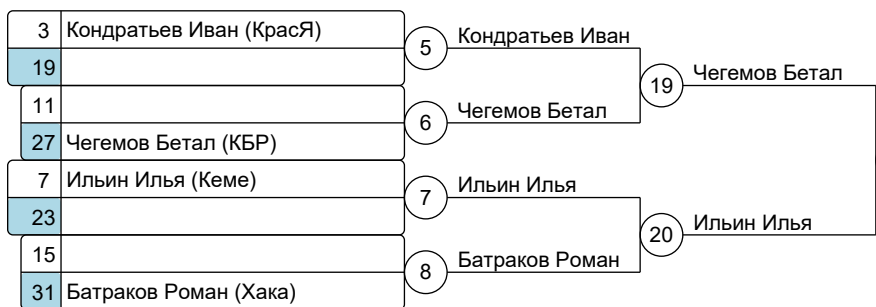 3 Кондратьев Иван (КрасЯ)
19
5 Кондратьев Иван
11
27 Чегемов Бетал (КБР)
6 Чегемов Бетал
19 Чегемов Бетал
7 Ильин Илья (Кеме)
23
7 Ильин Илья
15
31 Батраков Роман (Хака)
8 Батраков Роман
20 Ильин Илья